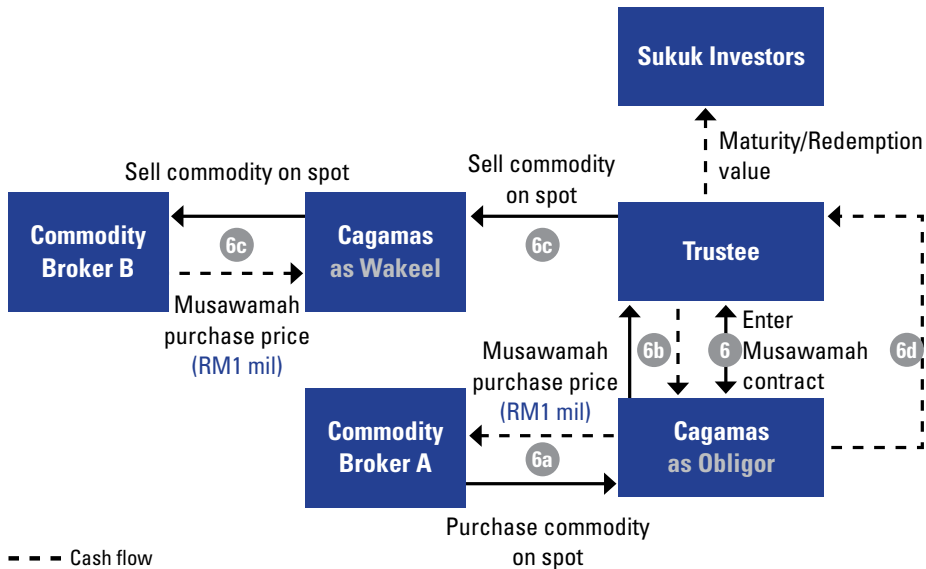 Sukuk Investors
Maturity/Redemption
value
Sell commodity on spot
Sell commodity
on spot
Commodity
Broker B
6c
Cagamas
as Wakeel
6c
Trustee
Musawamah
purchase price
(RM1 mil)
Musawamah
purchase price
(RM1 mil)
6b
6
Enter
Musawamah
contract
6d
Commodity
Broker A
6a
Cagamas
as Obligor
Purchase commodity
on spot
Cash flow